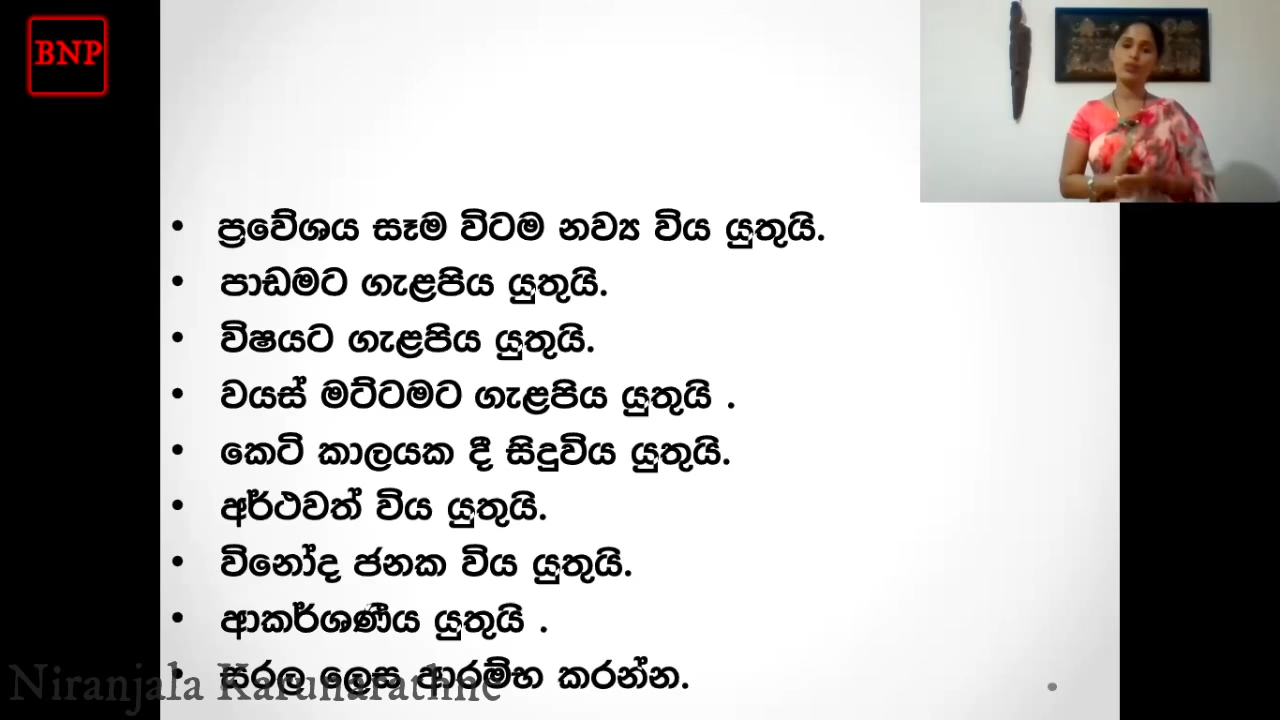 BNP
• ප්‍රවේශය සෑම විටම නව්‍ය විය යුතුයි.
• පාඩමට ගැළපිය යුතුයි.
• විෂයට ගැළපිය යුතුයි.
• වයස් මට්ටමට ගැළපිය යුතුයි .
• කෙටි කාලයක දී සිදුවිය යුතුයි.
• අර්ථවත් විය යුතුයි.
• විනෝද ජනක විය යුතුයි.
• ආකර්ශණීය යුතුයි .
• සරල ලෙස ආරම්භ කරන්න.
Niranjala Karunarathne